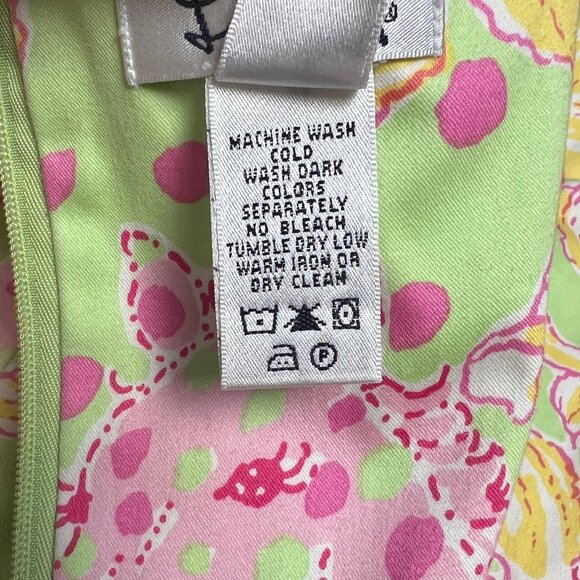 MACHINE WASH
COLD
WASH DARK
COLORS
SEPARATELY
NO BLEACH
TUMBLE DRY LOW
WARM IRON OR
DRY CLEAN
P